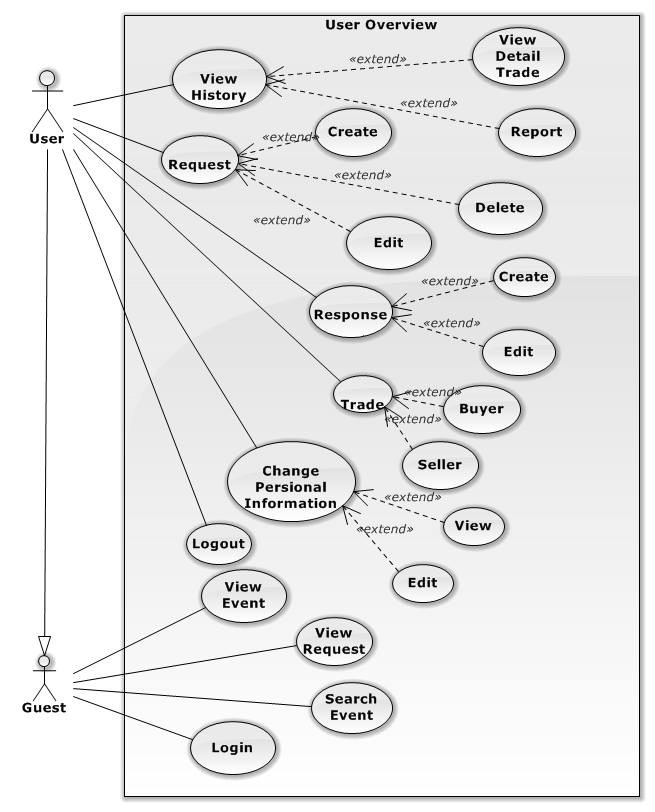 User Overview
View
Detail
Trade
«extend»
View
History
«extend»
User
Create
«extend»
Report
Request
«extend»
Delete
«extend»
Edit
Create
«extend»
Response
«extend»
Edit
Trade
«extend»
Buyer
«extend»
Seller
Change
Persional
Information
«extend»
View
«extend»
Logout
Edit
View
Event
View
Request
Guest
Search
Event
Login